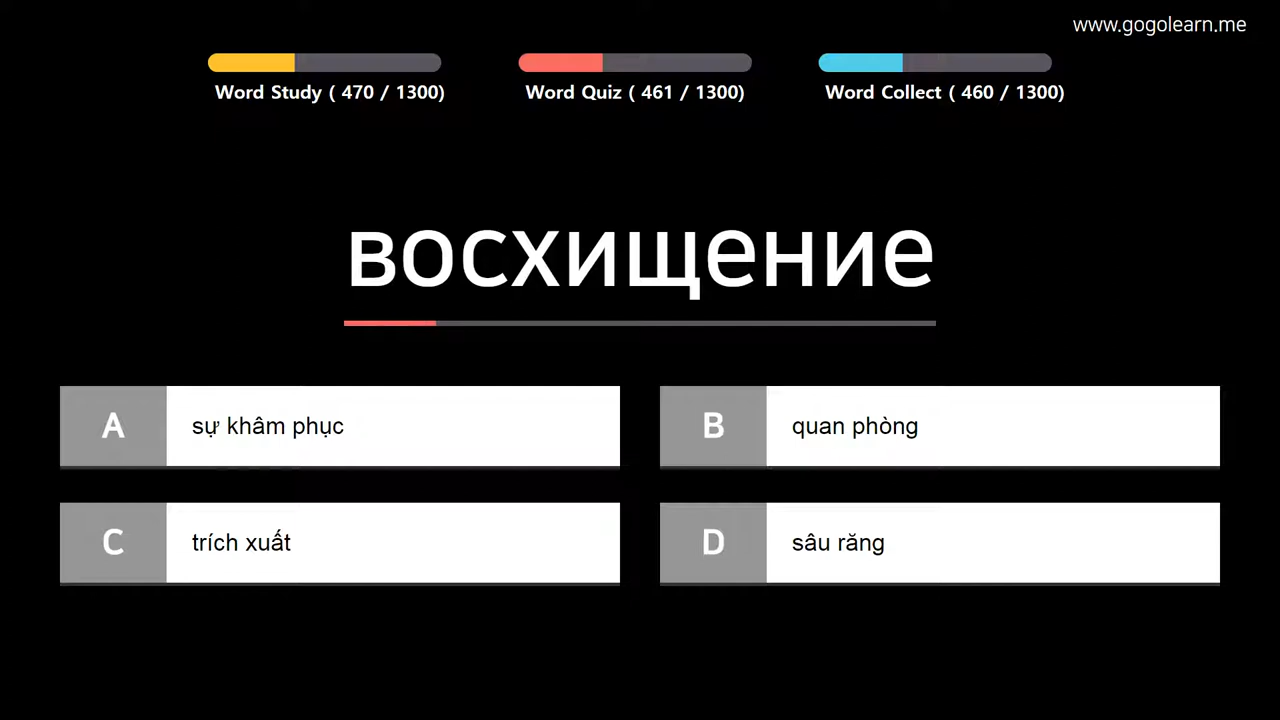 www.gogolearn.me
Word Study ( 470 / 1300)
Word Quiz ( 461 / 1300)
Word Collect ( 460 / 1300)
восхищение
A sự khâm phục
B quan phòng
C trích xuất
D sâu răng